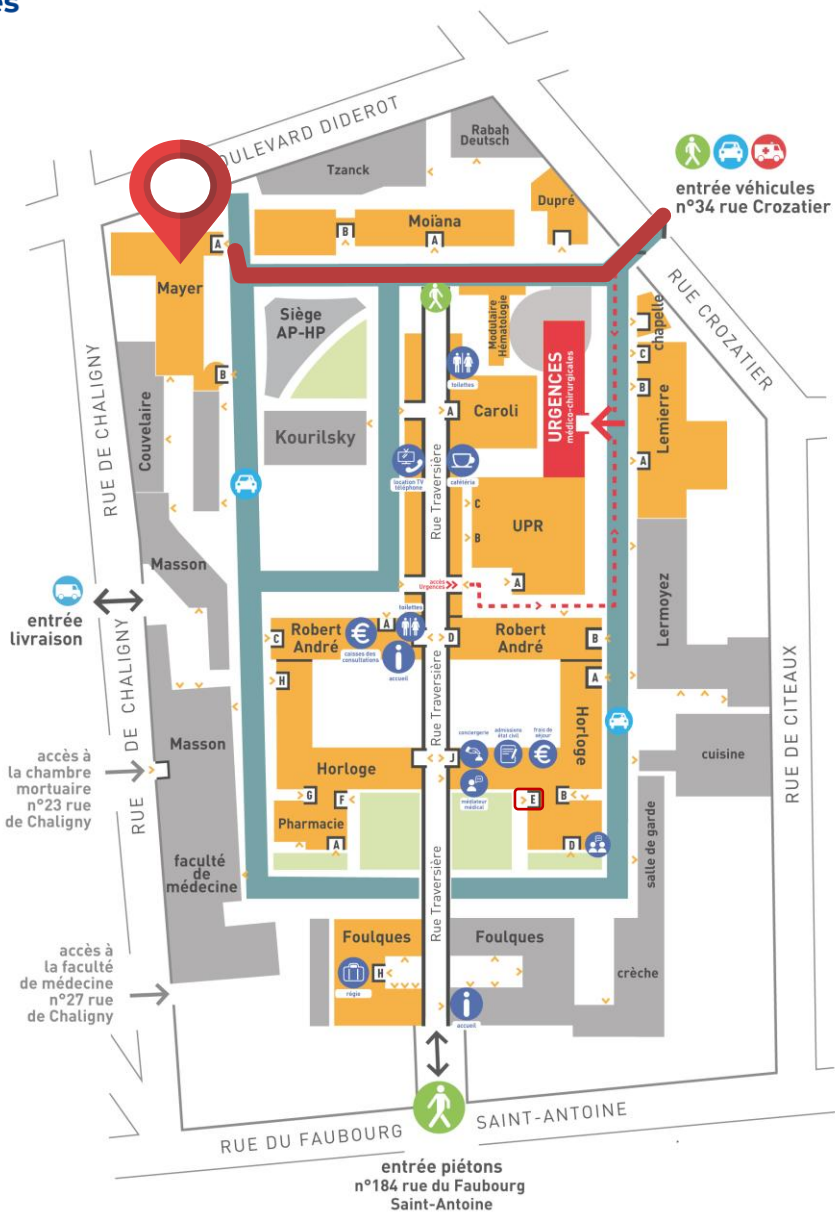 es
BOULEVARD DIDEROT
Rabah
Deutsch
Tzanck
entrée véhicules
n°34 rue Crozatier
Dupré
Moïana
B
A
A
Mayer
RUE CROZATIER
Siège
AP-HP
Modulaire
Hématologie
chapelle
toilettes
C
B
B
URGENCES
médico-chirurgicales
Lemierre
A
Caroli
RUE DE CHALIGNY
Couvelaire
Kourilsky
location TV
téléphone
cafétéria
Rue Traversière
A
C
B
UPR
Masson
accès
Urgences
A
Lermoyez
entrée
livraison
toilettes
C
Robert
André
A
caisses des
consultations
accueil
D
Robert
André
B
RUE DE CITEAUX
H
A
Rue Traversière
Horloge
RUE DE CHALIGNY
Masson
conciergerie
admissions
état civil
frais de
séjour
cuisine
accès à
la chambre
mortuaire
n°23 rue
de Chaligny
Horloge
J
médiateur
médical
G
F
E
B
Pharmacie
A
D
salle de garde
faculté
de
médecine
Rue Traversière
Foulques
Foulques
accès à
la faculté
de médecine
n°27 rue
de Chaligny
H
régie
crèche
accueil
RUE DU FAUBOURG SAINT-ANTOINE
entrée piétons
n°184 rue du Faubourg
Saint-Antoine